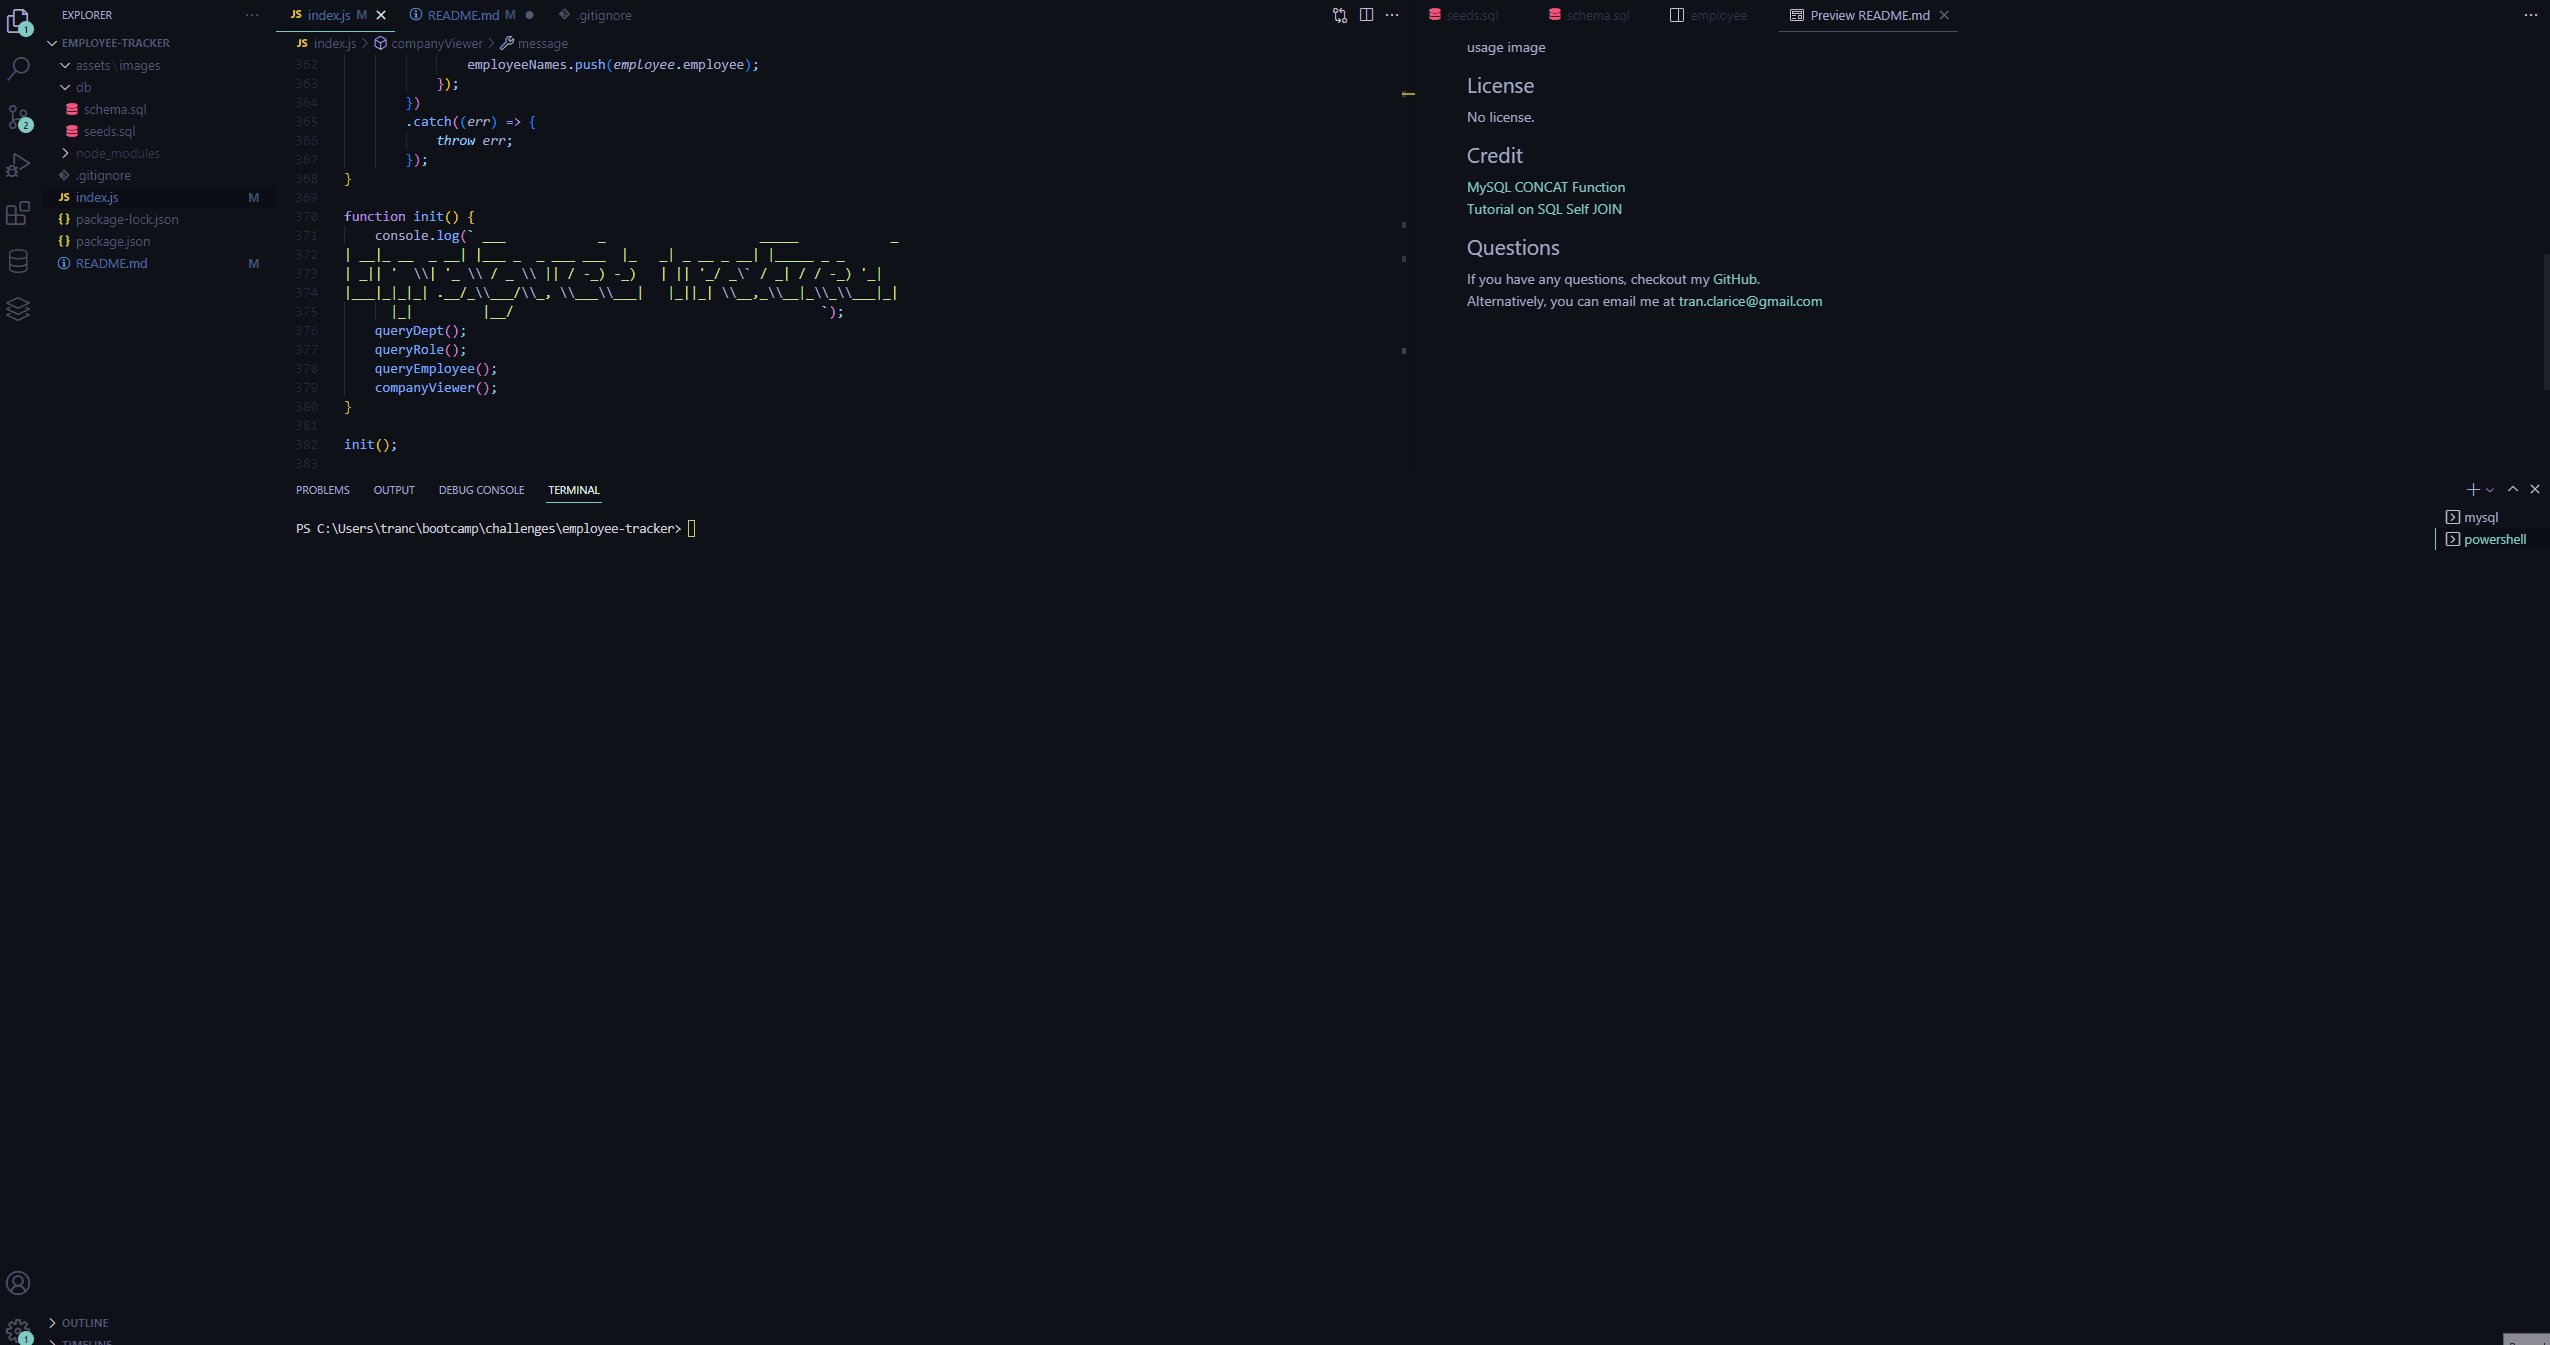 EXPLORER
EMPLOYEE-TRACKER
assets\images
db
schema.sql
seeds.sql
node_modules
.gitignore
index.js M
package-lock.json
package.json
README.md M
OUTLINE
TIMELINE
1
2
1
index.js M
README.md M
.gitignore
index.js > companyViewer > message
362 employeeNames.push(employee.employee);
363 });
364 })
365 .catch((err) => {
366 throw err;
367 });
368 }
369
370 function init() {
371 console.log(` ___            _                    _____            _
372 | __|_ __  _ __| |___ _  _ ___ ___  |_   _| _ __ _ __| |_____ _ _
373 | _|| '  \\| '_ \\ / _ \\ || / -_) -_)   | || '_/ _\` / _| / / -_) '_|
374 |___|_|_|_| .__/_\\___/\\_, \\___\\___|   |_||_| \\__,_\\__|_\\_\\___|_|
375 |_|         |__/                                        `);
376 queryDept();
377 queryRole();
378 queryEmployee();
379 companyViewer();
380 }
381
382 init();
383
seeds.sql
schema.sql
employee
Preview README.md
usage image
License
No license.
Credit
MySQL CONCAT Function
Tutorial on SQL Self JOIN
Questions
If you have any questions, checkout my GitHub.
Alternatively, you can email me at tran.clarice@gmail.com
PROBLEMS OUTPUT DEBUG CONSOLE TERMINAL
PS C:\Users\tranc\bootcamp\challenges\employee-tracker>
mysql
powershell